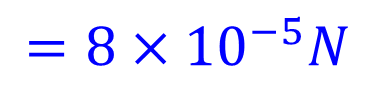 = 8 × 10⁻⁵N